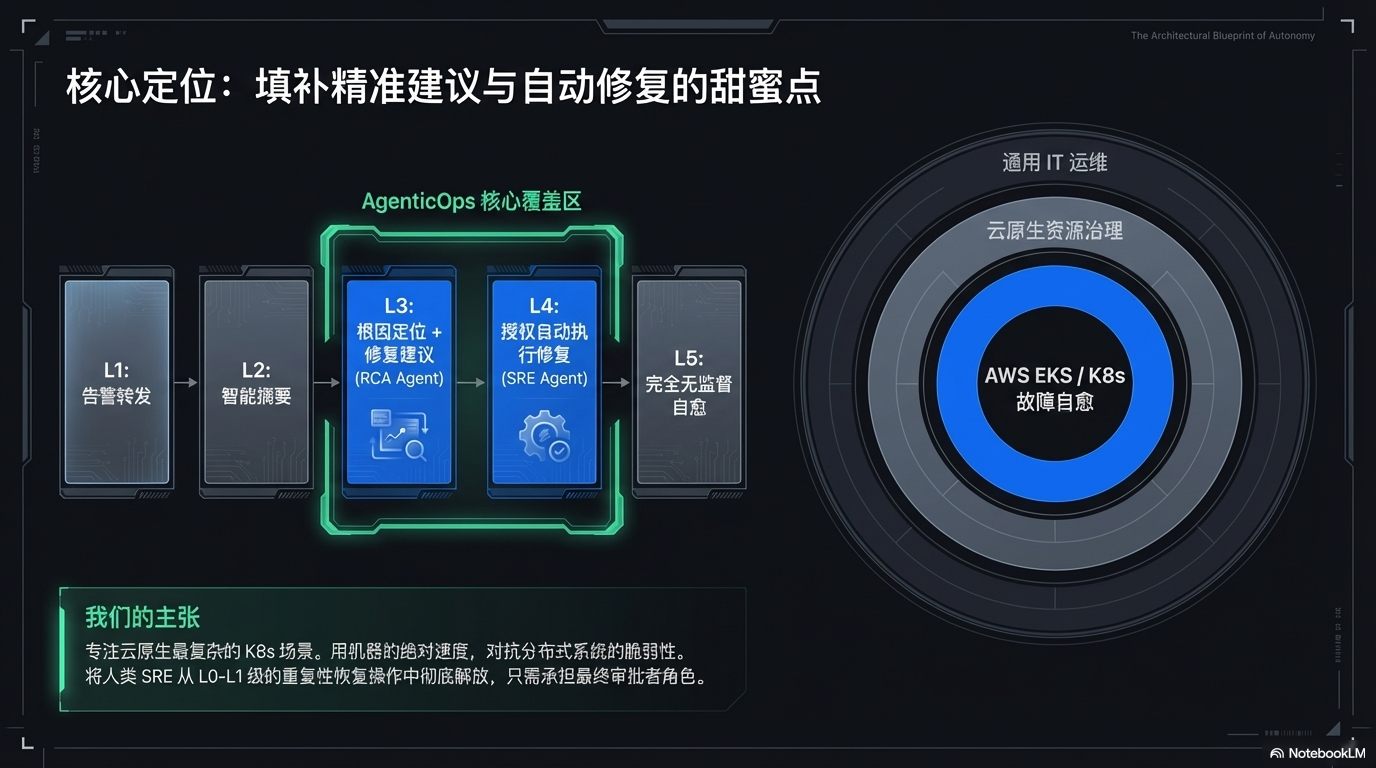 The Architectural Blueprint of Autonomy
核心定位：填补精准建议与自动修复的甜蜜点
AgenticOps 核心覆盖区
L1:
告警转发
L2:
智能摘要
L3:
根因定位 +
修复建议
(RCA Agent)
L4:
授权自动执
行修复
(SRE Agent)
L5:
完全无监督
自愈
通用 IT 运维
云原生资源治理
AWS EKS / K8s
故障自愈
我们的主张
专注云原生最复杂的 K8s 场景。用机器的绝对速度，对抗分布式系统的脆弱性。
将人类 SRE 从 L0-L1 级的重复性恢复操作中彻底解放，只需承担最终审批者角色。
NotebookLM